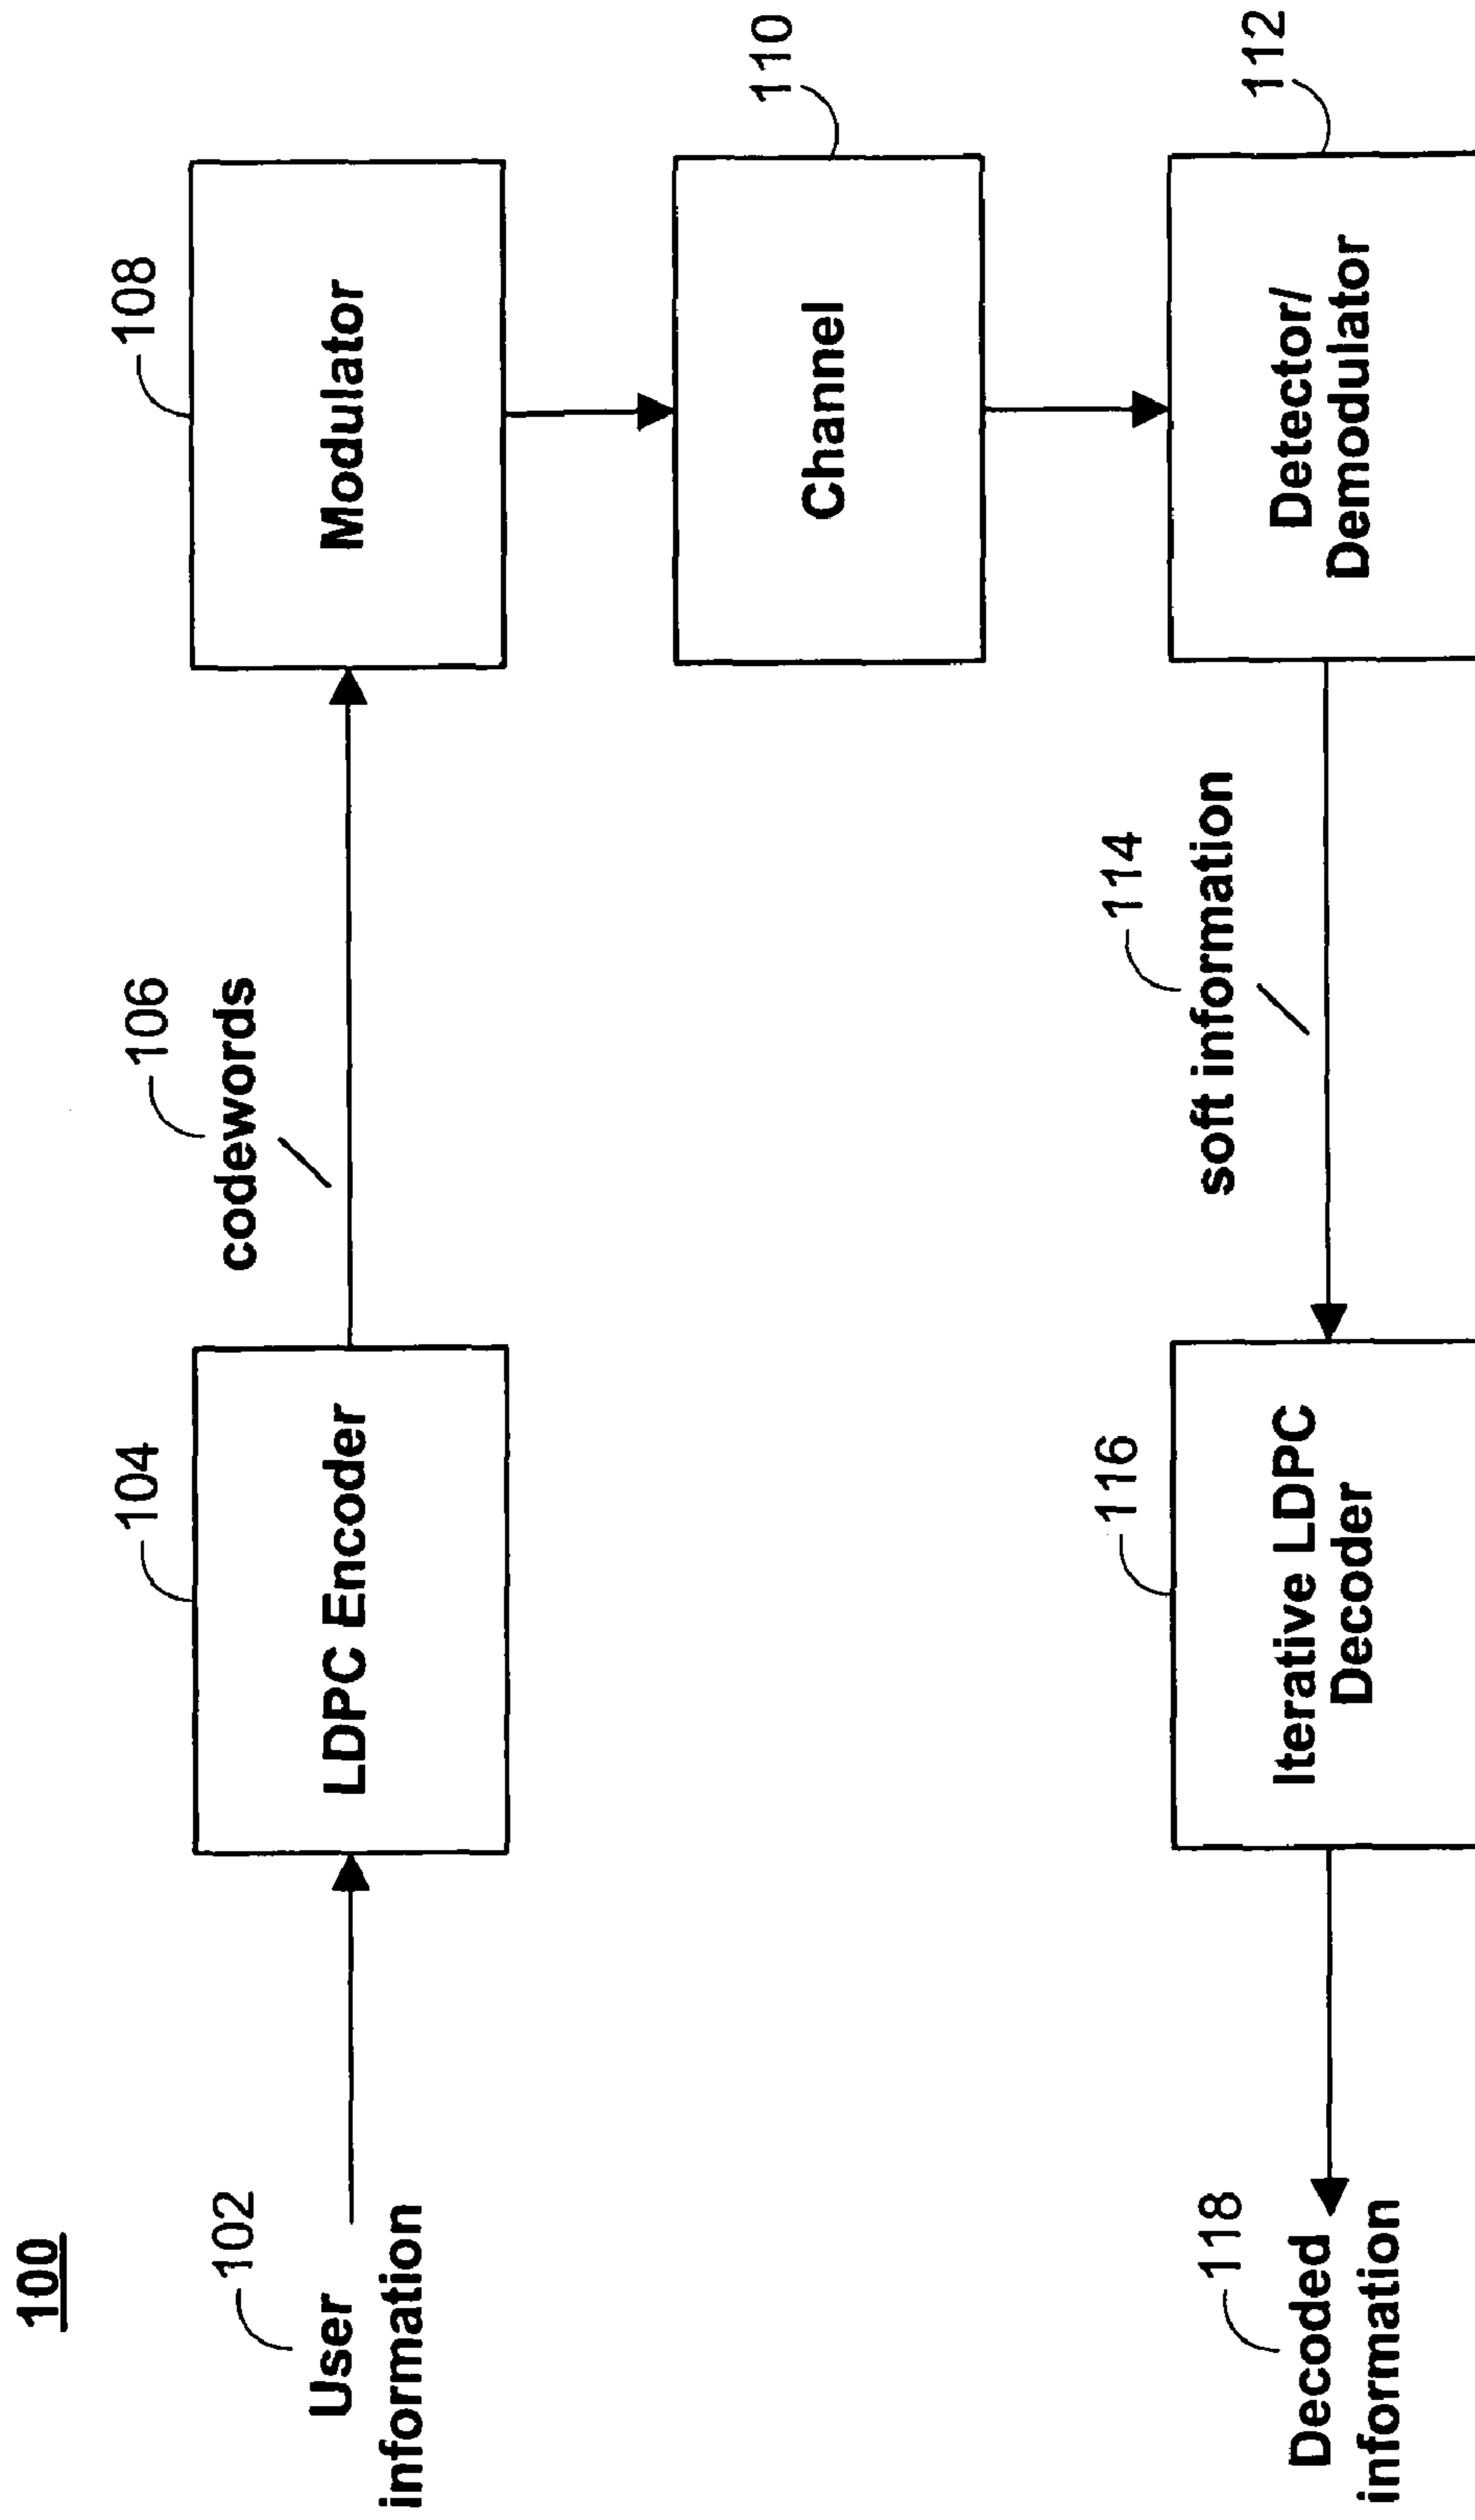 100
102
User
information
104
LDPC Encoder
106
codewords
108
Modulator
110
Channel
112
Detector/
Demodulator
114
soft information
116
Iterative LDPC
Decoder
118
Decoded
information